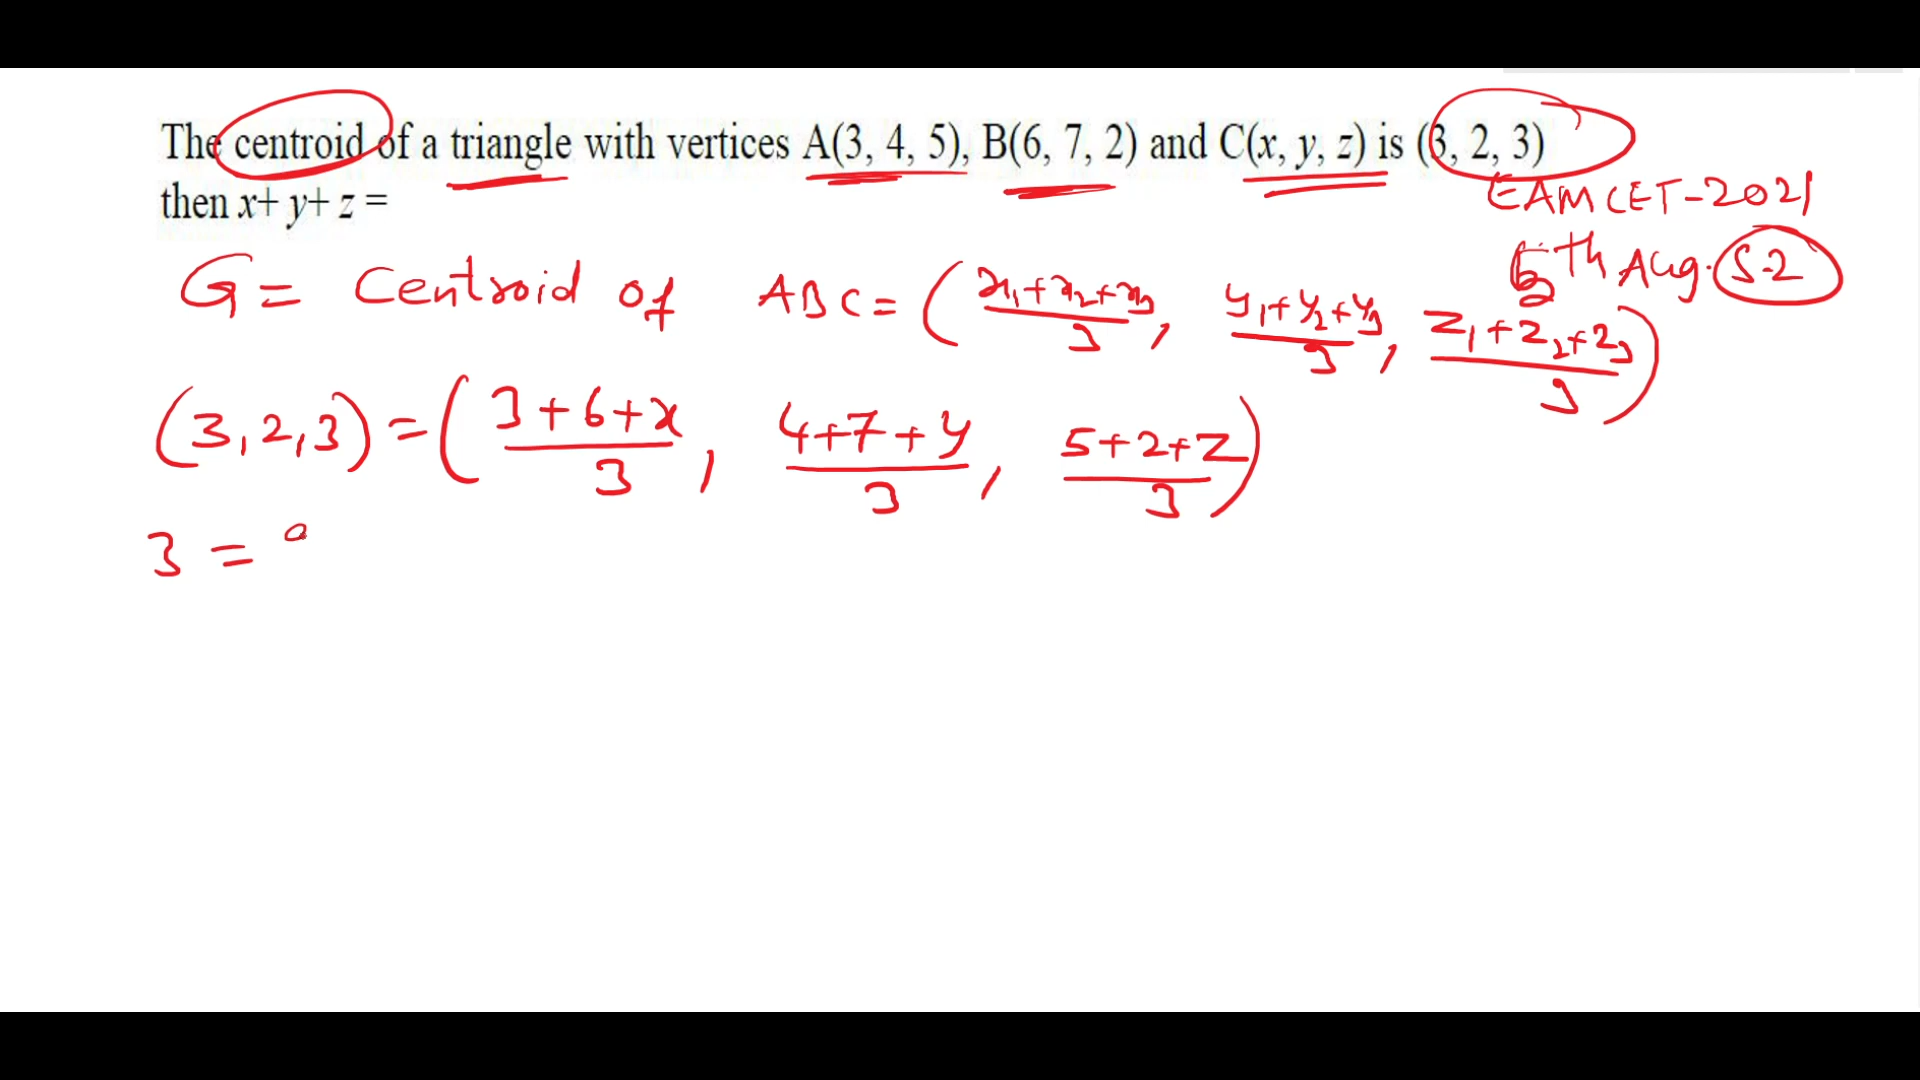 The centroid of a triangle with vertices A(3, 4, 5), B(6, 7, 2) and C(x, y, z) is (3, 2, 3)
then x+ y+ z =
EAMCET-2021
th Aug. S-2
G = Centroid of ABC = ( x₁+x₂+x₃/3, y₁+y₂+y₃/3, z₁+z₂+z₃/3 )
(3,2,3) = ( 3+6+x/3, 4+7+y/3, 5+2+z/3 )
3 =